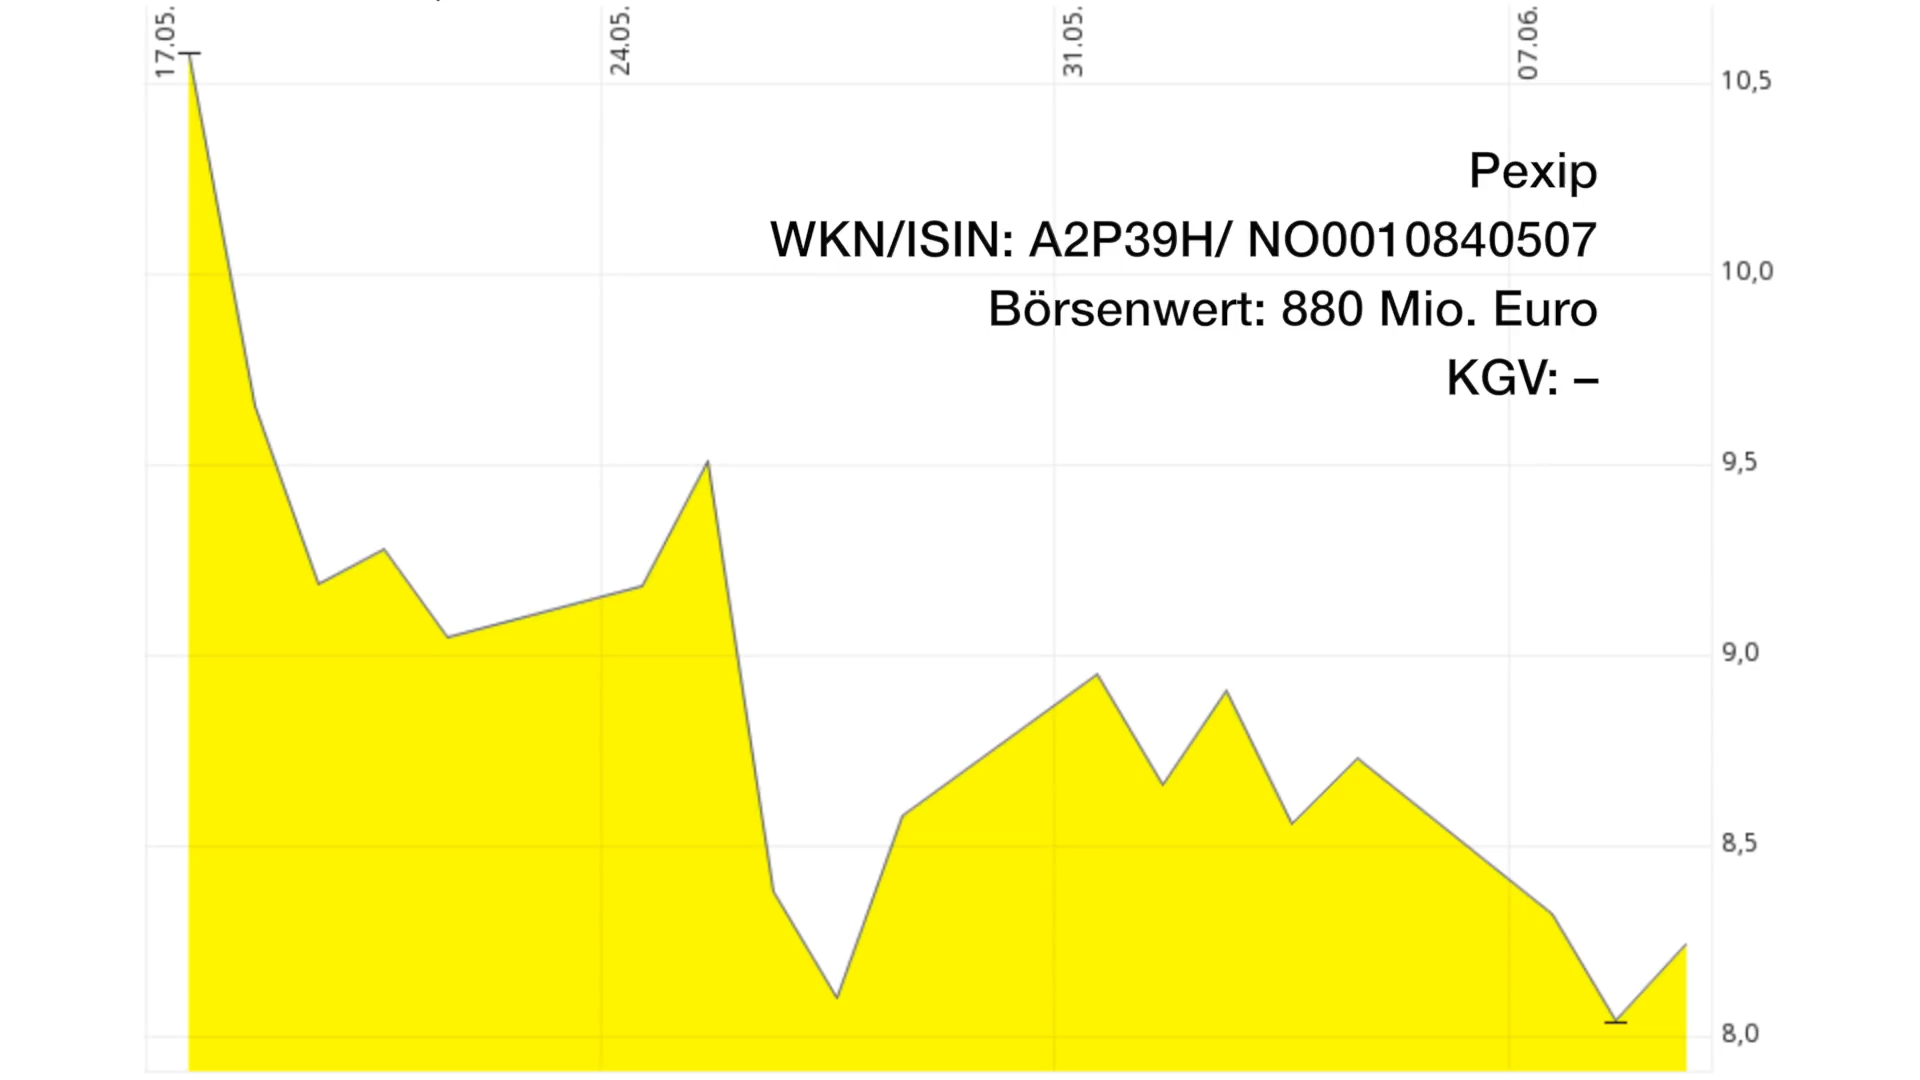 17.05.
24.05.
31.05.
07.06.
10,5
Pexip
WKN/ISIN: A2P39H/ NO0010840507
10,0
Börsenwert: 880 Mio. Euro
KGV: –
9,5
9,0
8,5
8,0